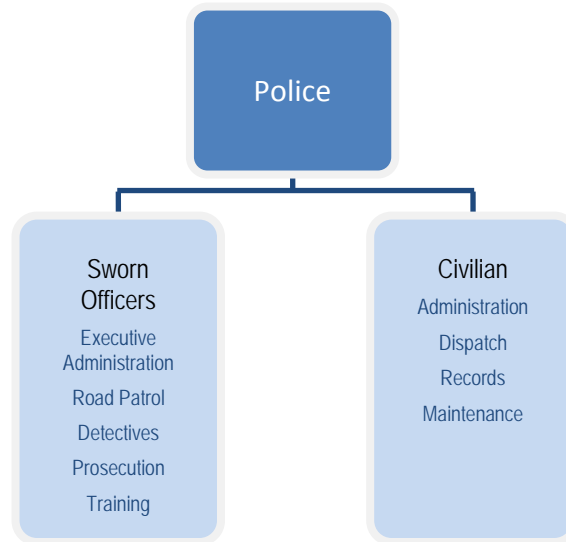 Police
Sworn
Officers
Executive
Administration
Road Patrol
Detectives
Prosecution
Training
Civilian
Administration
Dispatch
Records
Maintenance